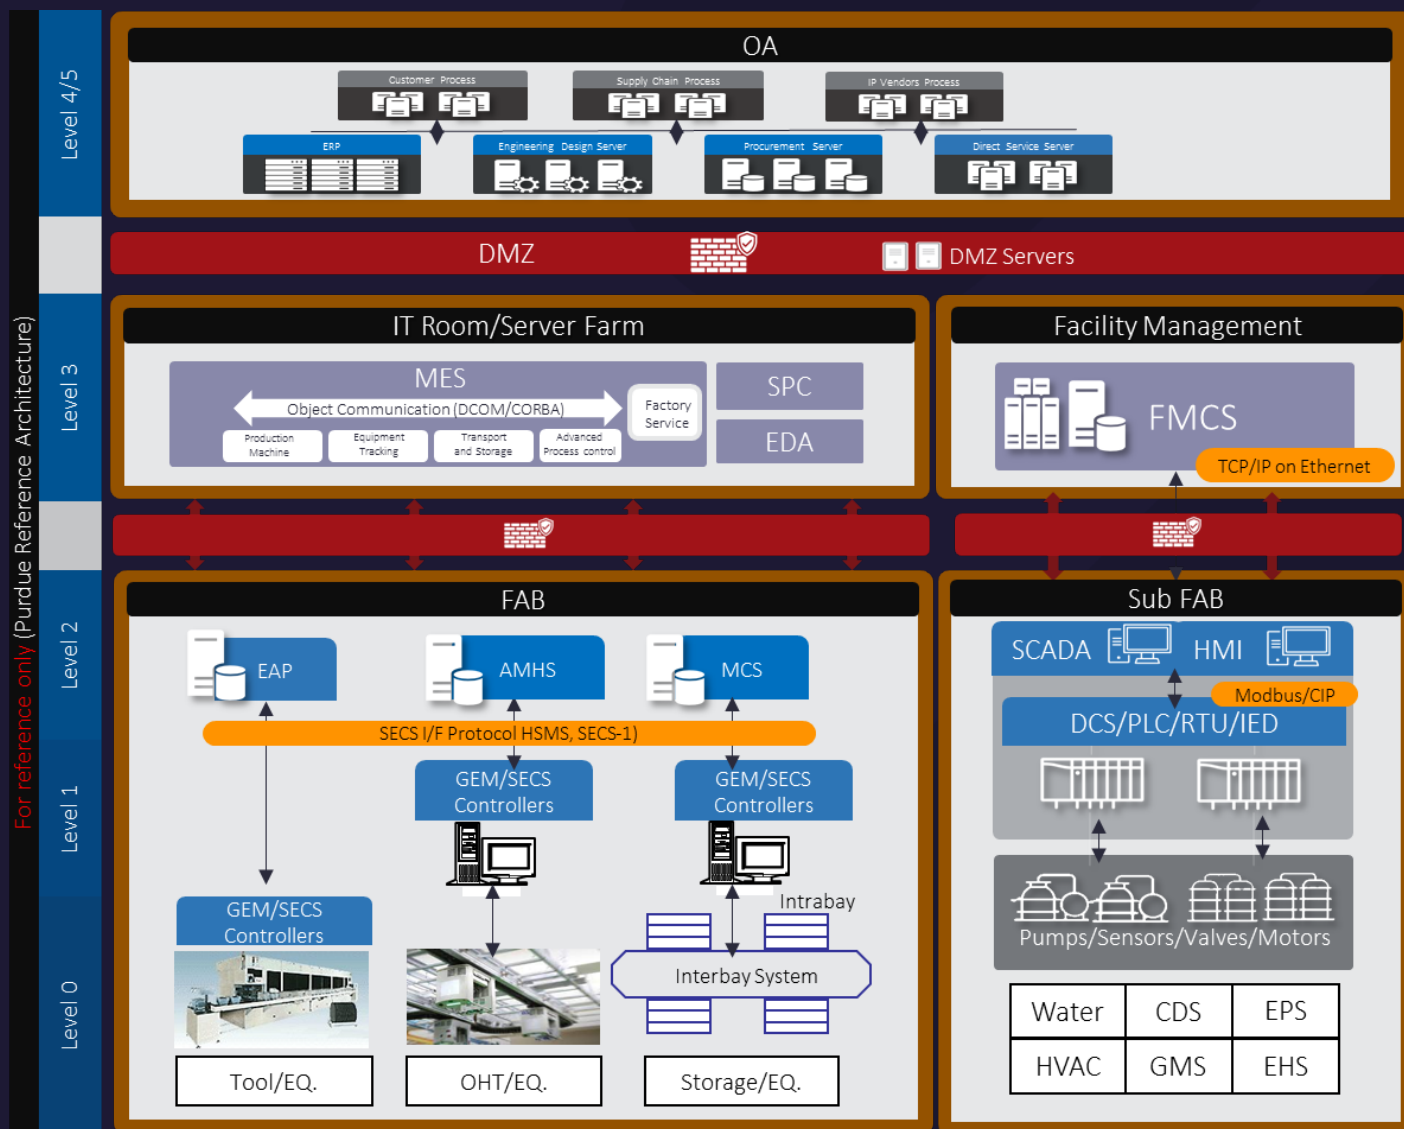 For reference only (Purdue Reference Architecture)
Level 4/5
OA
Customer Process
Supply Chain Process
IP Vendors Process
ERP
Engineering Design Server
Procurement Server
Direct Service Server
DMZ
DMZ Servers
Level 3
IT Room/Server Farm
MES
Object Communication (DCOM/CORBA)
Production
Machine
Equipment
Tracking
Transport
and Storage
Advanced
Process control
Factory
Service
SPC
EDA
Facility Management
FMCS
TCP/IP on Ethernet
Level 2
FAB
EAP
AMHS
MCS
SECS I/F Protocol HSMS, SECS-1)
Level 1
GEM/SECS
Controllers
GEM/SECS
Controllers
GEM/SECS
Controllers
Intrabay
Interbay System
Level 0
Tool/EQ.
OHT/EQ.
Storage/EQ.
Sub FAB
SCADA
HMI
Modbus/CIP
DCS/PLC/RTU/IED
Pumps/Sensors/Valves/Motors
Water
CDS
EPS
HVAC
GMS
EHS